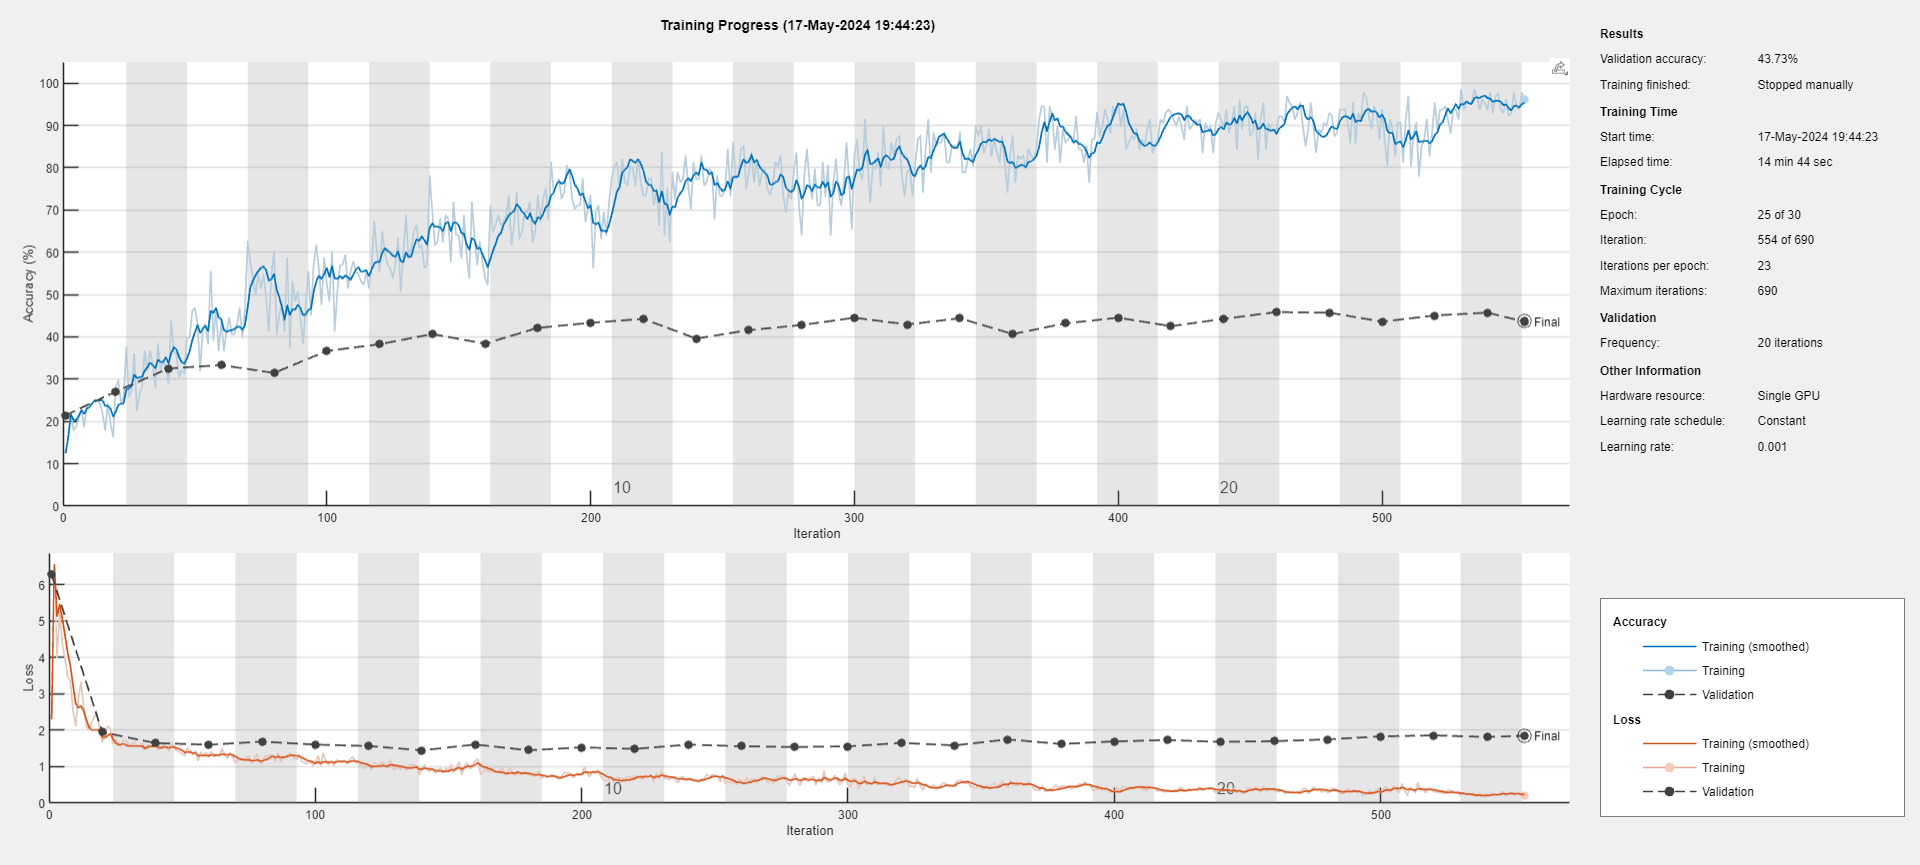 Training Progress (17-May-2024 19:44:23)
100
90
80
70
60
50
40
30
20
10
0
Accuracy (%)
Final
10
20
0
100
200
300
400
500
Iteration
6
5
4
3
2
1
0
Loss
Final
10
20
0
100
200
300
400
500
Iteration
Results
Validation accuracy: 43.73%
Training finished: Stopped manually
Training Time
Start time: 17-May-2024 19:44:23
Elapsed time: 14 min 44 sec
Training Cycle
Epoch: 25 of 30
Iteration: 554 of 690
Iterations per epoch: 23
Maximum iterations: 690
Validation
Frequency: 20 iterations
Other Information
Hardware resource: Single GPU
Learning rate schedule: Constant
Learning rate: 0.001
Accuracy
Training (smoothed)
Training
Validation
Loss
Training (smoothed)
Training
Validation